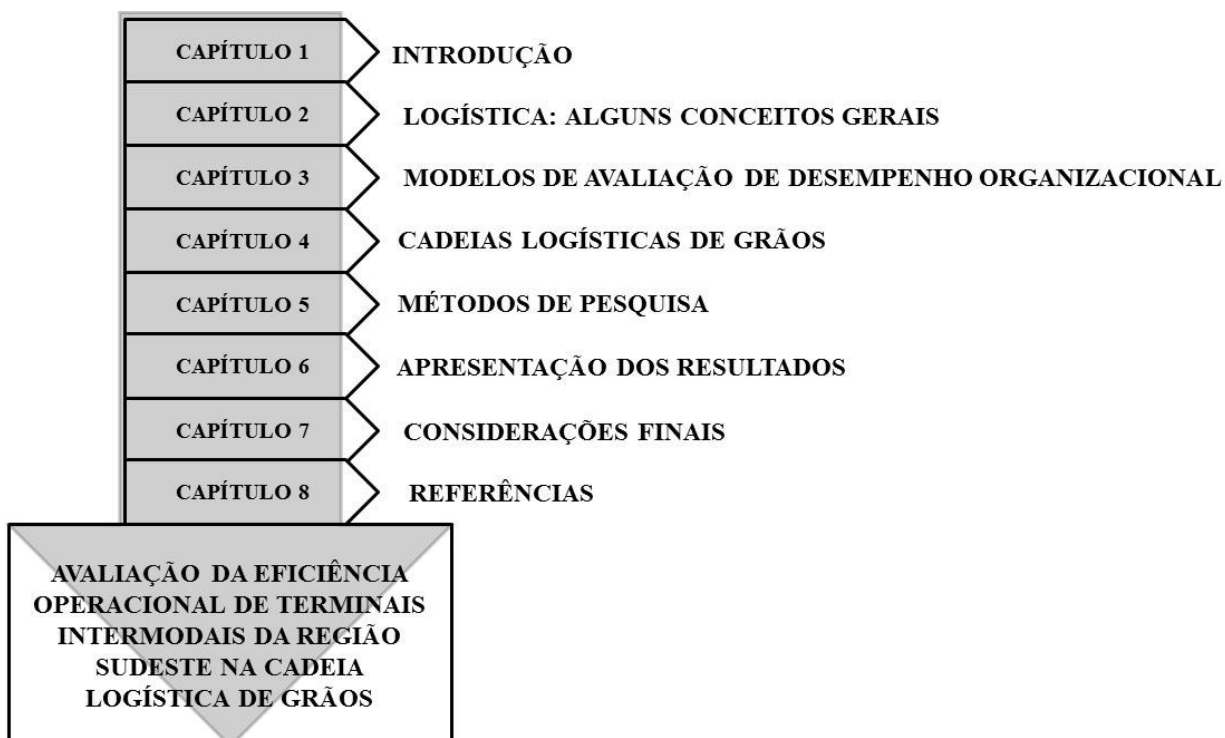 CAPÍTULO 1 INTRODUÇÃO
CAPÍTULO 2 LOGÍSTICA: ALGUNS CONCEITOS GERAIS
CAPÍTULO 3 MODELOS DE AVALIAÇÃO DE DESEMPENHO ORGANIZACIONAL
CAPÍTULO 4 CADEIAS LOGÍSTICAS DE GRÃOS
CAPÍTULO 5 MÉTODOS DE PESQUISA
CAPÍTULO 6 APRESENTAÇÃO DOS RESULTADOS
CAPÍTULO 7 CONSIDERAÇÕES FINAIS
CAPÍTULO 8 REFERÊNCIAS
AVALIAÇÃO DA EFICIÊNCIA
OPERACIONAL DE TERMINAIS
INTERMODAIS DA REGIÃO
SUDESTE NA CADEIA
LOGÍSTICA DE GRÃOS